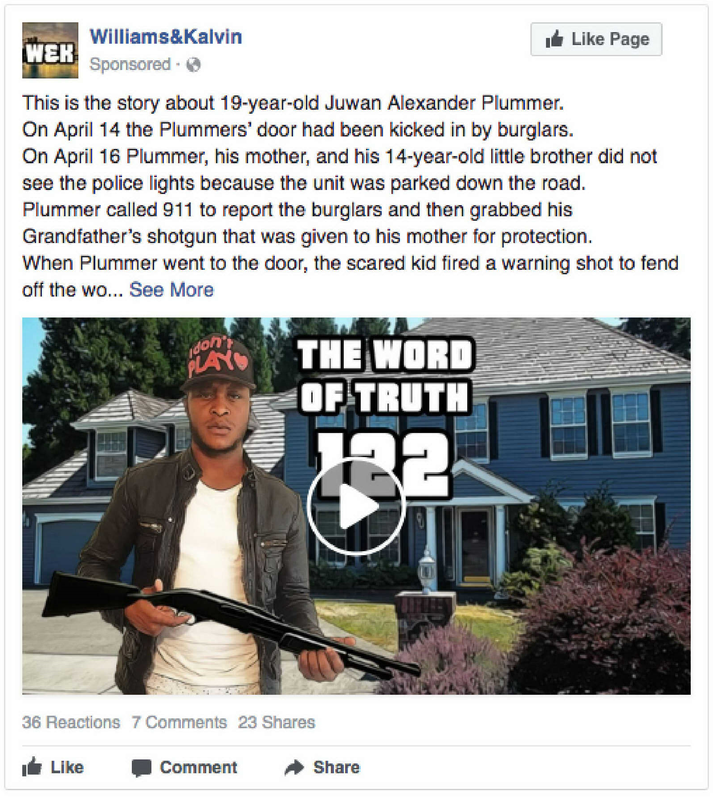 WEK
Williams&Kalvin
Like Page
Sponsored ·
This is the story about 19-year-old Juwan Alexander Plummer.
On April 14 the Plummers' door had been kicked in by burglars.
On April 16 Plummer, his mother, and his 14-year-old little brother did not
see the police lights because the unit was parked down the road.
Plummer called 911 to report the burglars and then grabbed his
Grandfather's shotgun that was given to his mother for protection.
When Plummer went to the door, the scared kid fired a warning shot to fend
off the wo... See More
I don't
PLAY
THE WORD
OF TRUTH
122
36 Reactions 7 Comments 23 Shares
Like Comment Share